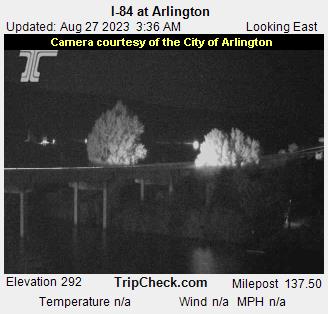 I-84 at Arlington
Updated: Aug 27 2023 3:36 AM Looking East
Camera courtesy of the City of Arlington
Elevation 292 TripCheck.com Milepost 137.50
Temperature n/a Wind n/a MPH n/a